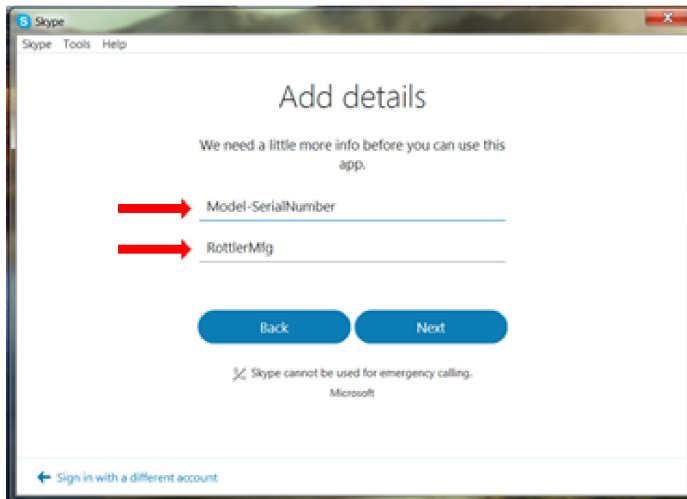 Skype
Skype Tools Help
Add details
We need a little more info before you can use this
app.
Model-SerialNumber
RottlerMfg
Back Next
Skype cannot be used for emergency calling.
Microsoft
Sign in with a different account